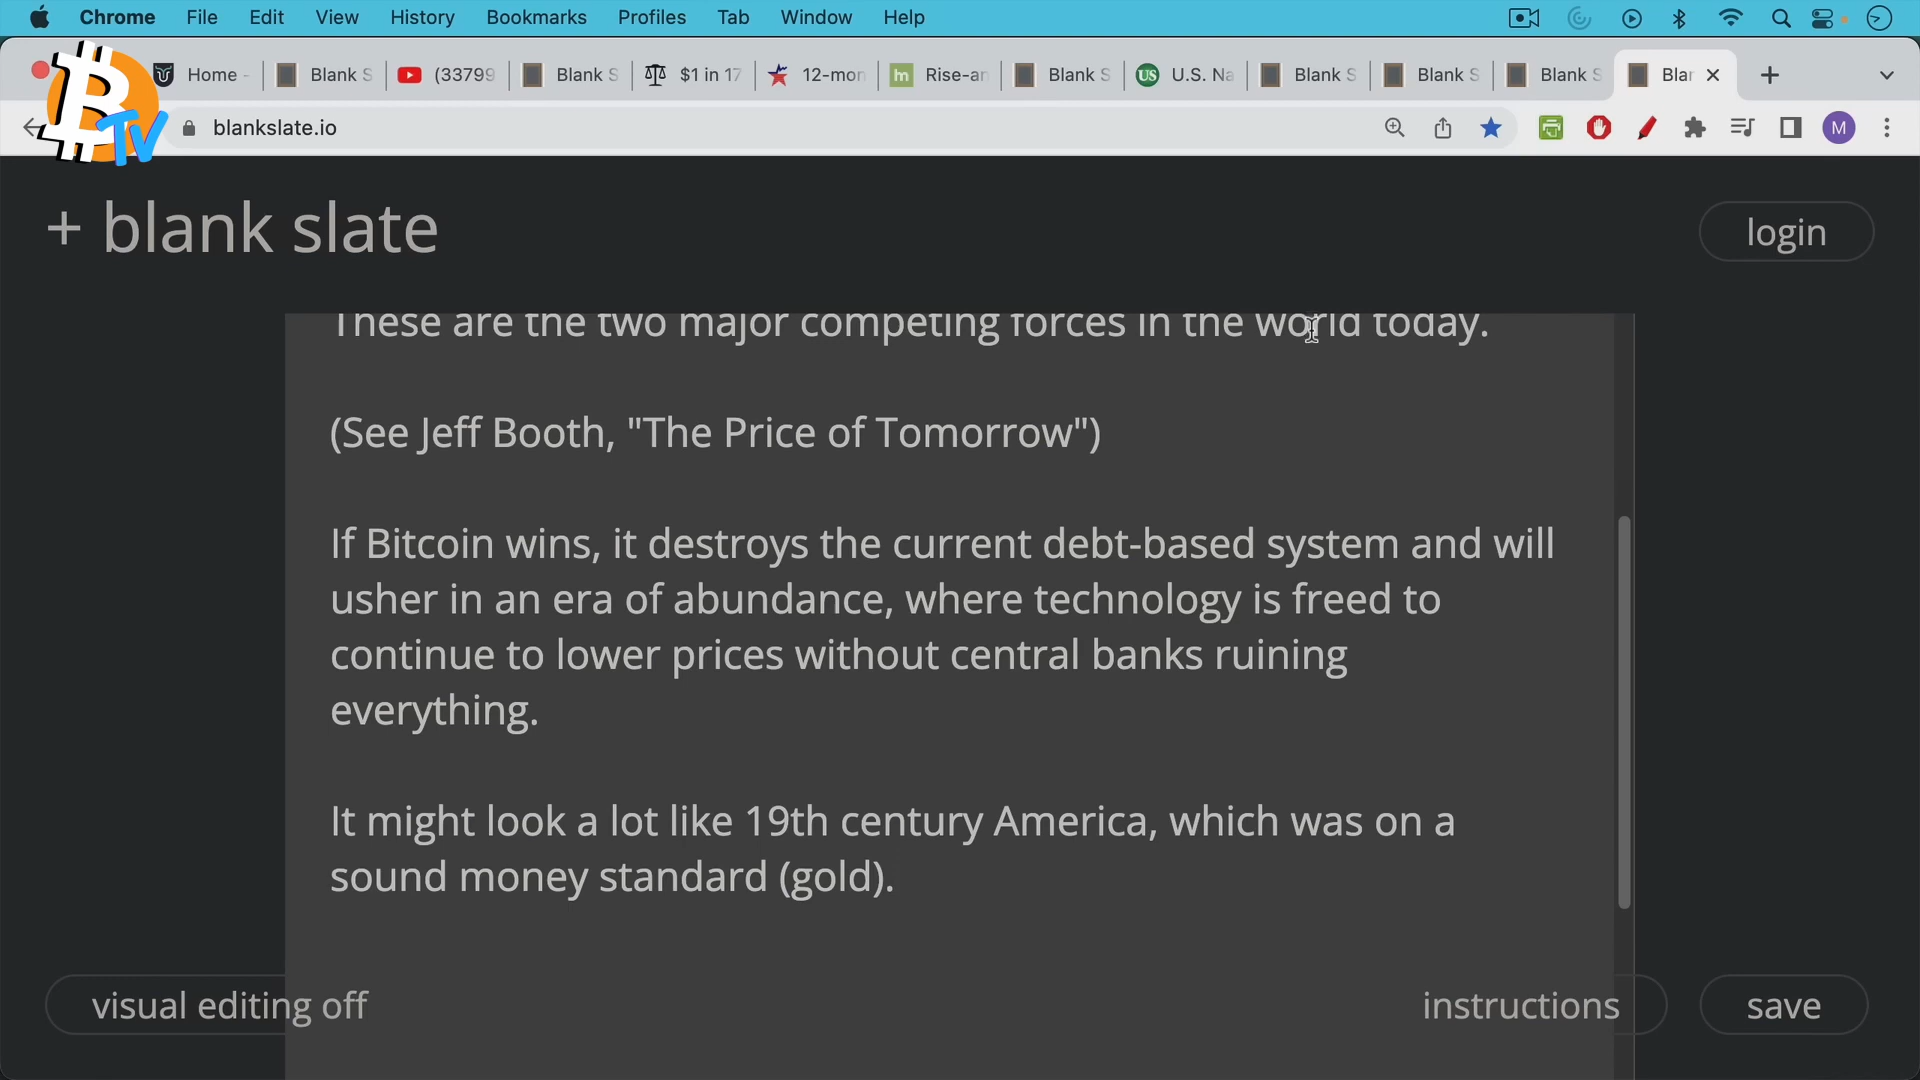 Chrome File Edit View History Bookmarks Profiles Tab Window Help
Home - Blank S (33799 Blank S $1 in 17 12-mon hm Rise-an Blank S US U.S. Na Blank S Blank S Blank S Blan
B TV
blankslate.io M
+ blank slate login
These are the two major competing forces in the world today.
(See Jeff Booth, "The Price of Tomorrow")
If Bitcoin wins, it destroys the current debt-based system and will
usher in an era of abundance, where technology is freed to
continue to lower prices without central banks ruining
everything.
It might look a lot like 19th century America, which was on a
sound money standard (gold).
visual editing off instructions save